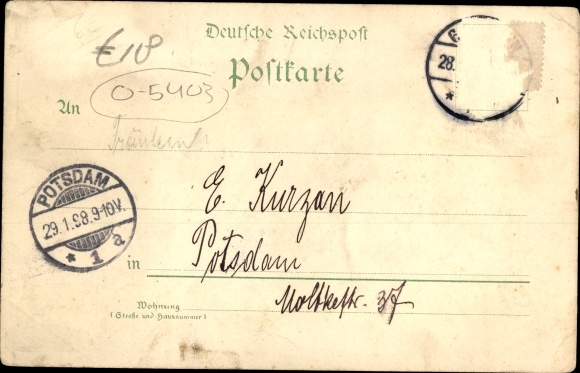 Deutsche Reichspost
Postkarte
€18
0-5403
28.
*
An
Fräulein
E. Kurzan
POTSDAM
29.1.98.9-10V.
* 1 a
in Potsdam
Moltkestr. 37
Wohnung
(Straße und Hausnummer)